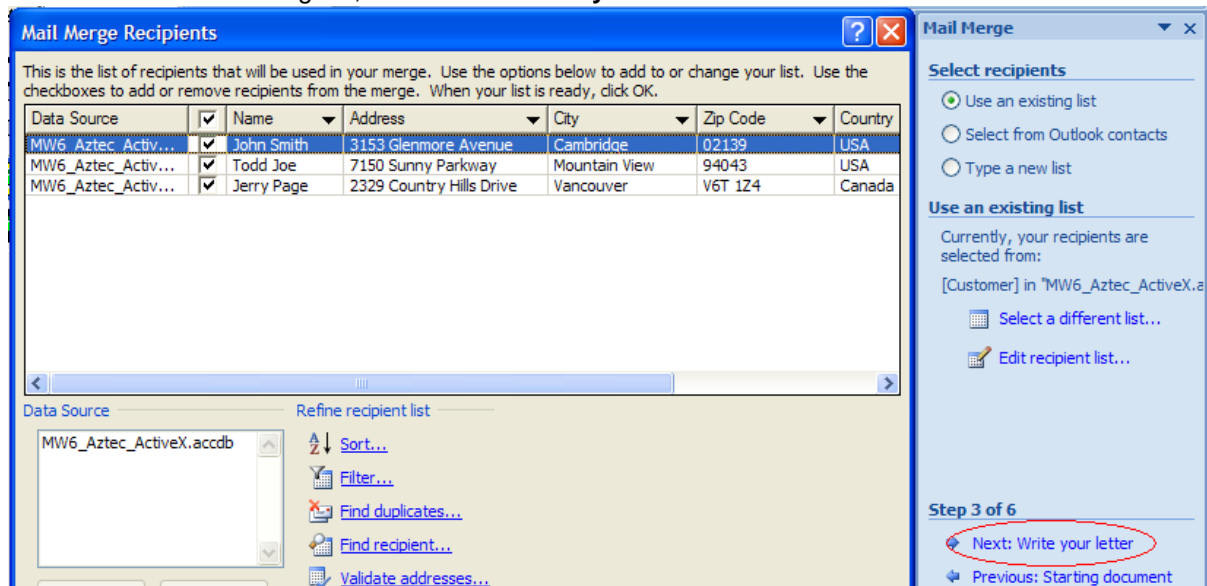 Mail Merge Recipients
This is the list of recipients that will be used in your merge. Use the options below to add to or change your list. Use the
checkboxes to add or remove recipients from the merge. When your list is ready, click OK.
Data Source Name Address City Zip Code Country
MW6_Aztec_Activ... John Smith 3153 Glenmore Avenue Cambridge 02139 USA
MW6_Aztec_Activ... Todd Joe 7150 Sunny Parkway Mountain View 94043 USA
MW6_Aztec_Activ... Jerry Page 2329 Country Hills Drive Vancouver V6T 1Z4 Canada
Data Source
MW6_Aztec_ActiveX.accdb
Refine recipient list
Sort...
Filter...
Find duplicates...
Find recipient...
Validate addresses...
Mail Merge
Select recipients
Use an existing list
Select from Outlook contacts
Type a new list
Use an existing list
Currently, your recipients are
selected from:
[Customer] in "MW6_Aztec_ActiveX.a
Select a different list...
Edit recipient list...
Step 3 of 6
Next: Write your letter
Previous: Starting document